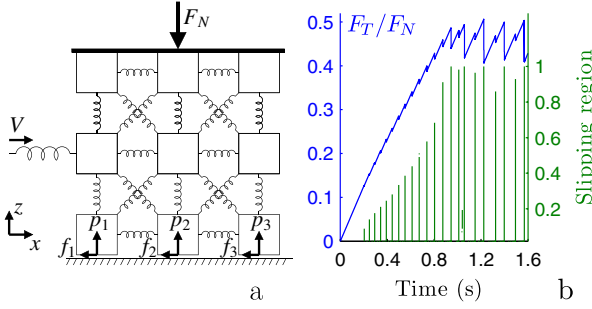 F_N
V
z
x
p_1 p_2 p_3
f_1 f_2 f_3
a
F_T/F_N
0.5
0.4
0.3
0.2
0.1
0
0 0.4 0.8 1.2 1.6
Time (s)
1
0.8
0.6
0.4
0.2
Slipping region
b